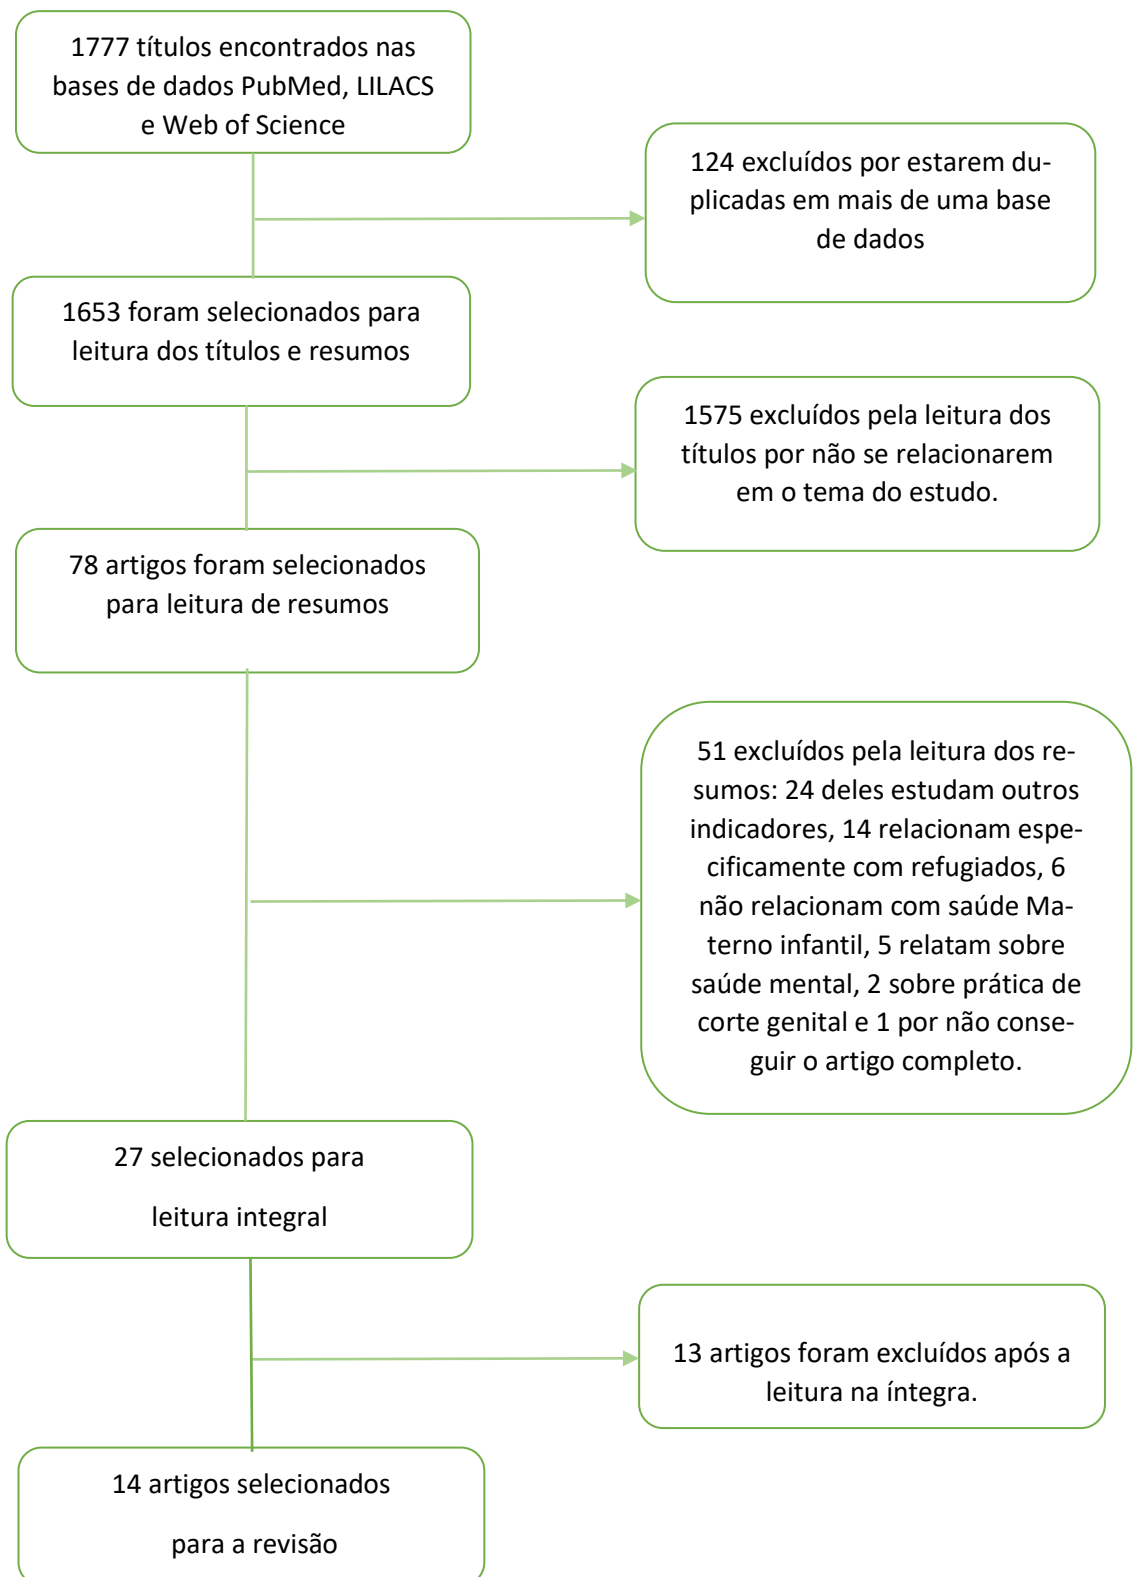 1777 títulos encontrados nas
bases de dados PubMed, LILACS
e Web of Science
124 excluídos por estarem du-
plicadas em mais de uma base
de dados
1653 foram selecionados para
leitura dos títulos e resumos
1575 excluídos pela leitura dos
títulos por não se relacionarem
em o tema do estudo.
78 artigos foram selecionados
para leitura de resumos
51 excluídos pela leitura dos re-
sumos: 24 deles estudam outros
indicadores, 14 relacionam espe-
cificamente com refugiados, 6
não relacionam com saúde Ma-
terno infantil, 5 relatam sobre
saúde mental, 2 sobre prática de
corte genital e 1 por não conse-
guir o artigo completo.
27 selecionados para
leitura integral
13 artigos foram excluídos após a
leitura na íntegra.
14 artigos selecionados
para a revisão